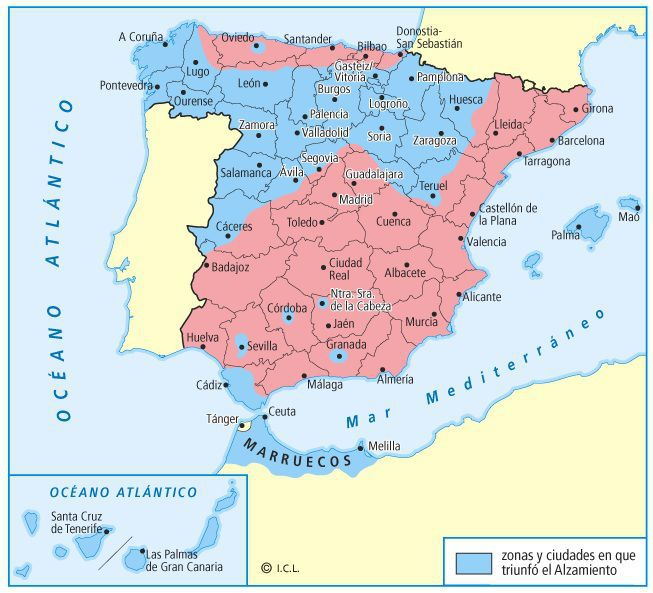 A Coruña
Oviedo
Santander
Bilbao
Donostia-
San Sebastián
Lugo
Gasteiz/
Vitoria
Pamplona
Pontevedra
Ourense
León
Burgos
Logroño
Huesca
Girona
Palencia
Lleida
Zamora
Valladolid
Soria
Zaragoza
Barcelona
Tarragona
Segovia
Salamanca
Ávila
Guadalajara
Teruel
Madrid
Castellón de
la Plana
Maó
Cáceres
Toledo
Cuenca
Palma
Valencia
Badajoz
Ciudad
Real
Albacete
Ntra. Sra.
de la Cabeza
Alicante
Córdoba
Jaén
Murcia
Huelva
Sevilla
Granada
Cádiz
Málaga
Almería
Tánger
Ceuta
Melilla
MARRUECOS
OCÉANO ATLÁNTICO
Mar Mediterráneo
OCÉANO ATLÁNTICO
Santa Cruz
de Tenerife
Las Palmas
de Gran Canaria
© I.C.L.
zonas y ciudades en que
triunfó el Alzamiento